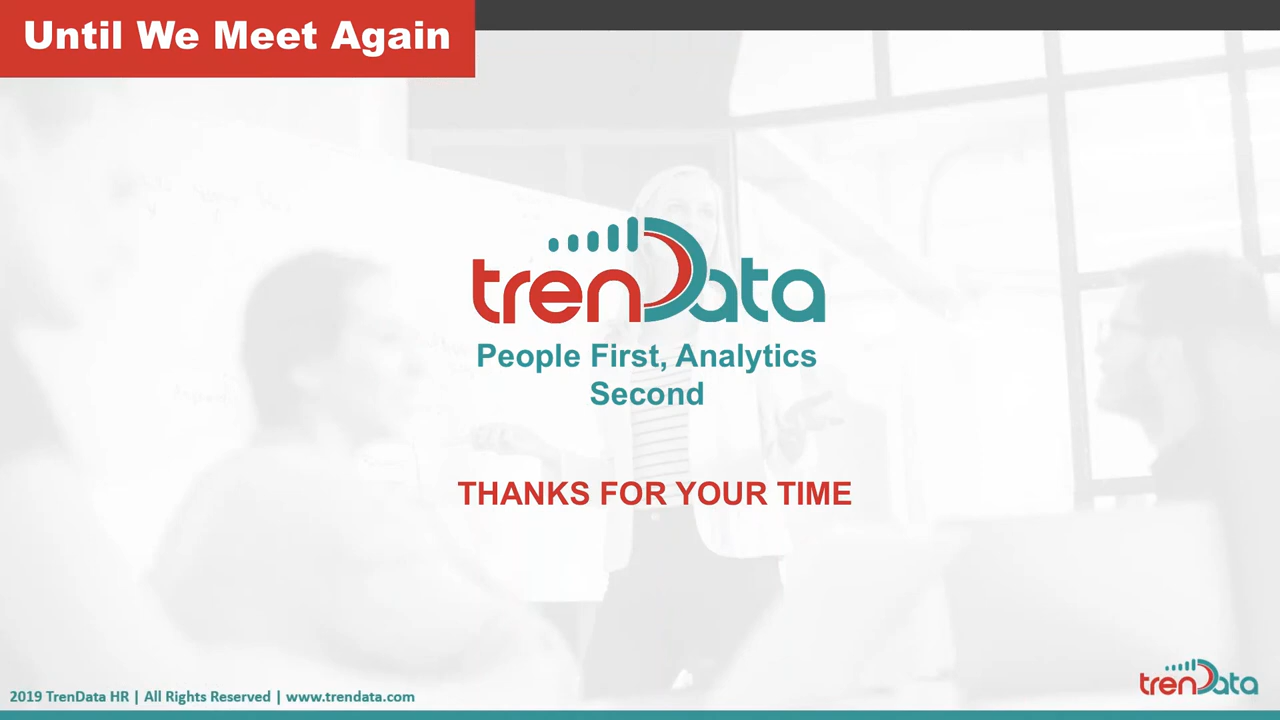 Until We Meet Again
trenData
People First, Analytics
Second
THANKS FOR YOUR TIME
2019 TrenData HR | All Rights Reserved | www.trendata.com
trenData